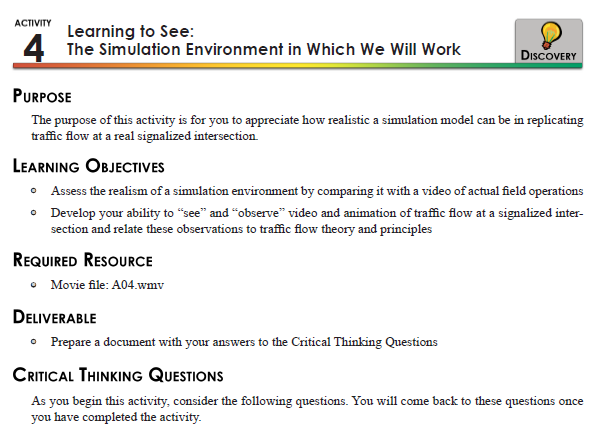 ACTIVITY
4
Learning to See:
The Simulation Environment in Which We Will Work
DISCOVERY
PURPOSE
The purpose of this activity is for you to appreciate how realistic a simulation model can be in replicating
traffic flow at a real signalized intersection.
LEARNING OBJECTIVES
Assess the realism of a simulation environment by comparing it with a video of actual field operations
Develop your ability to “see” and “observe” video and animation of traffic flow at a signalized inter-
section and relate these observations to traffic flow theory and principles
REQUIRED RESOURCE
Movie file: A04.wmv
DELIVERABLE
Prepare a document with your answers to the Critical Thinking Questions
CRITICAL THINKING QUESTIONS
As you begin this activity, consider the following questions. You will come back to these questions once
you have completed the activity.